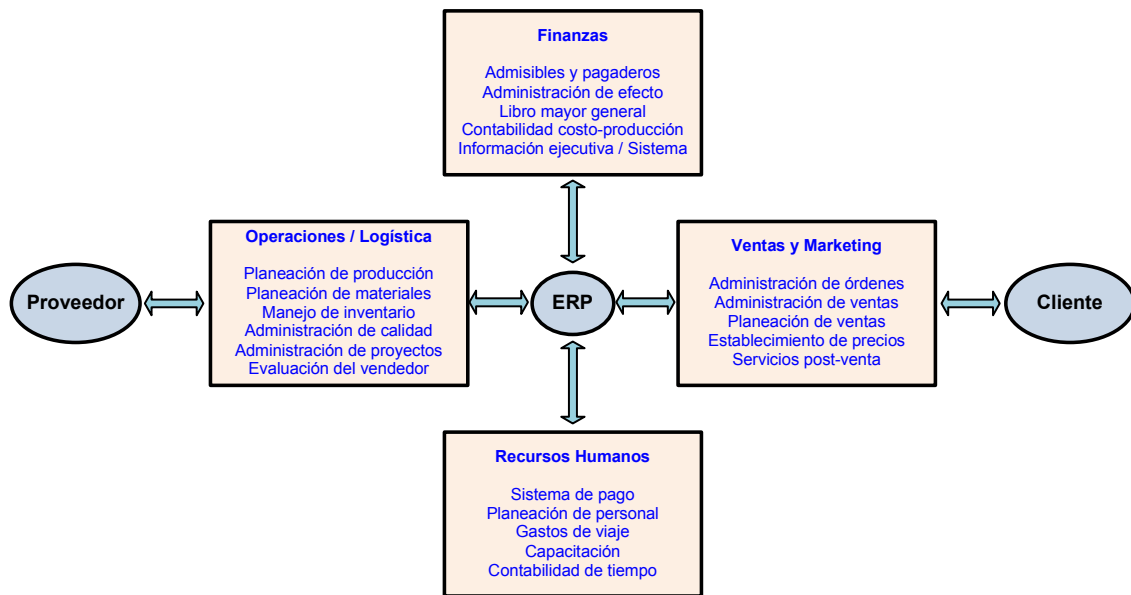 Finanzas
Admisibles y pagaderos
Administración de efecto
Libro mayor general
Contabilidad costo-producción
Información ejecutiva / Sistema
Proveedor
Operaciones / Logística
Planeación de producción
Planeación de materiales
Manejo de inventario
Administración de calidad
Administración de proyectos
Evaluación del vendedor
ERP
Ventas y Marketing
Administración de órdenes
Administración de ventas
Planeación de ventas
Establecimiento de precios
Servicios post-venta
Cliente
Recursos Humanos
Sistema de pago
Planeación de personal
Gastos de viaje
Capacitación
Contabilidad de tiempo